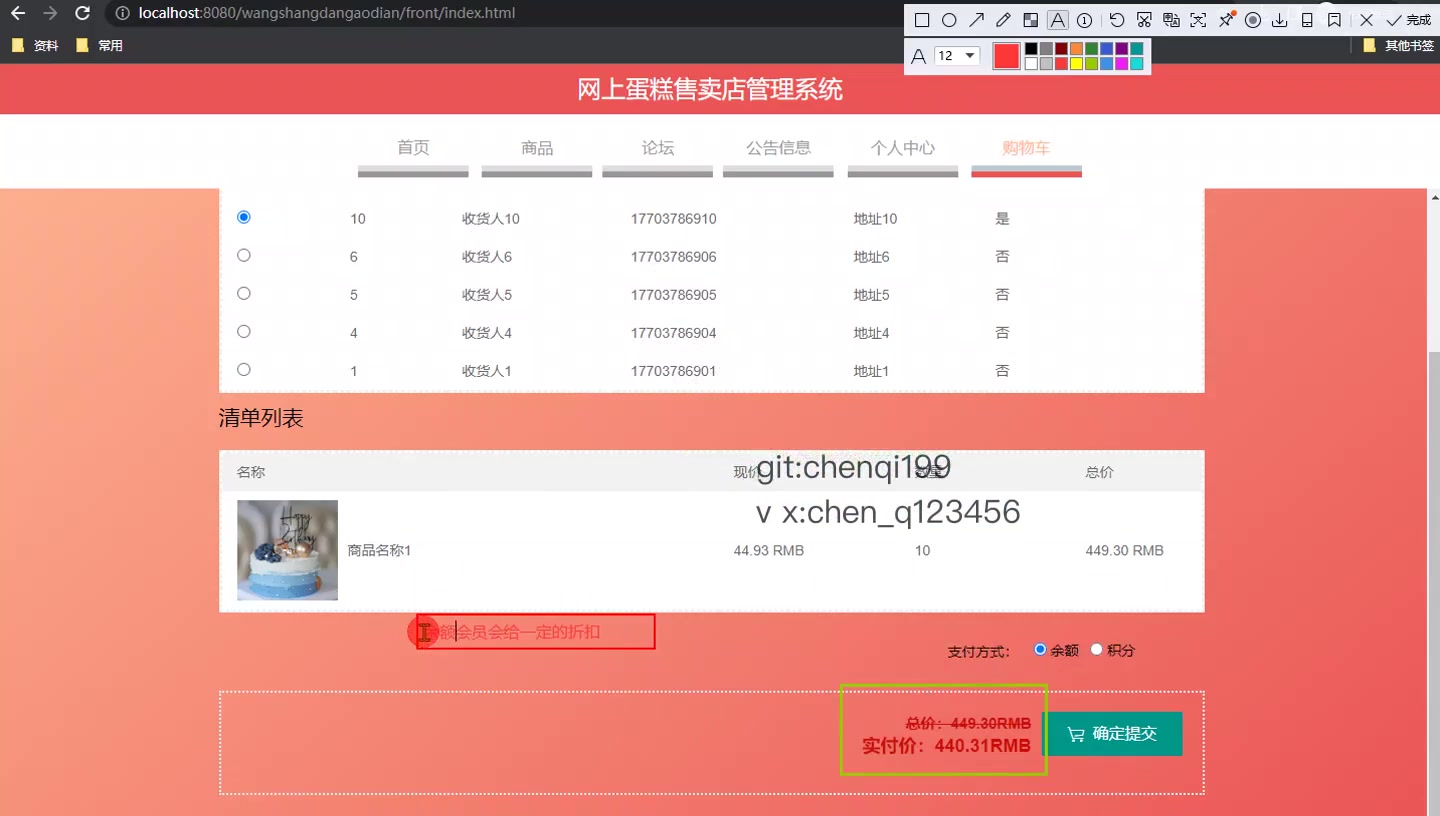 localhost:8080/wangshangdangaodian/front/index.html
资料 常用 其他书签
完成
12
网上蛋糕售卖店管理系统
首页 商品 论坛 公告信息 个人中心 购物车
10 收货人10 17703786910 地址10 是
6 收货人6 17703786906 地址6 否
5 收货人5 17703786905 地址5 否
4 收货人4 17703786904 地址4 否
1 收货人1 17703786901 地址1 否
清单列表
名称 现价 总价
git:chenqi199
v x:chen_q123456
Happy
商品名称1 44.93 RMB 10 449.30 RMB
额会员会给一定的折扣
支付方式： 余额 积分
总价：449.30RMB
实付价：440.31RMB
确定提交